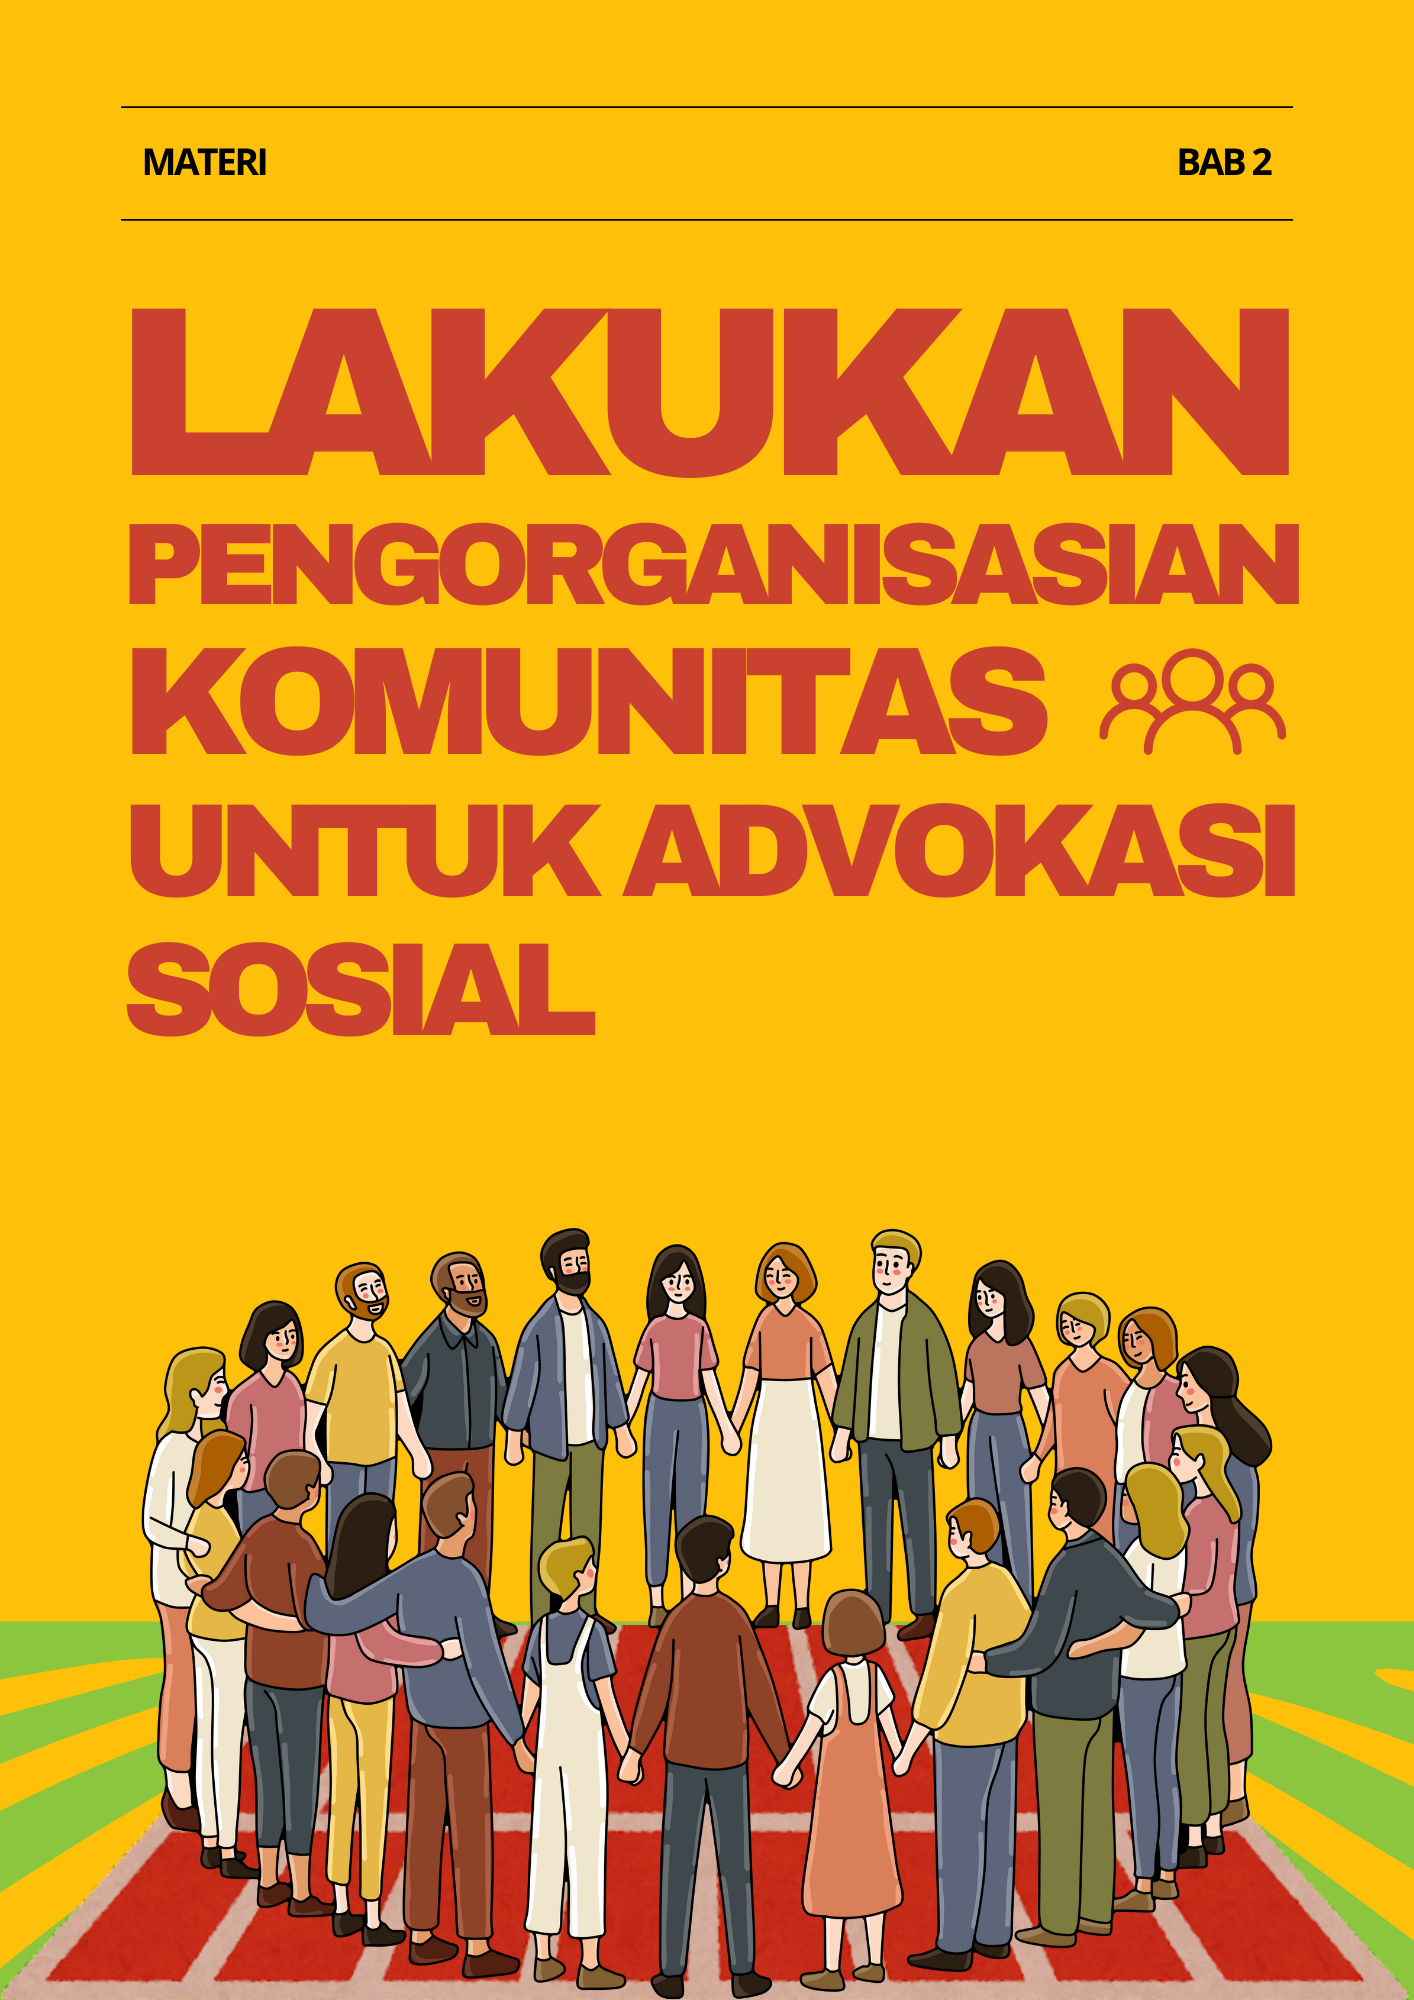 MATERI
BAB 2
LAKUKAN
PENGORGANISASIAN
KOMUNITAS
UNTUK ADVOKASI
SOSIAL